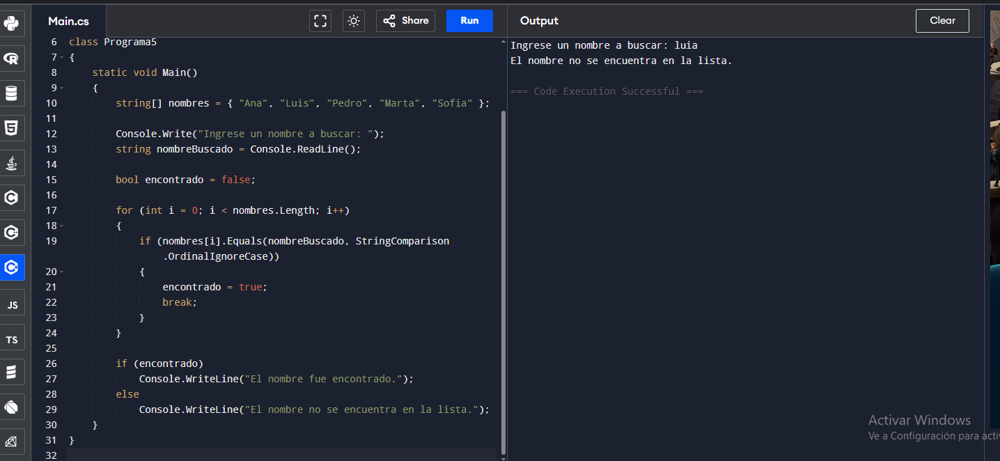 Main.cs
Share
Run
Output
Clear
6 class Programa5
7 {
8 static void Main()
9 {
10 string[] nombres = { "Ana", "Luis", "Pedro", "Marta", "Sofia" };
11
12 Console.Write("Ingrese un nombre a buscar: ");
13 string nombreBuscado = Console.ReadLine();
14
15 bool encontrado = false;
16
17 for (int i = 0; i < nombres.Length; i++)
18 {
19 if (nombres[i].Equals(nombreBuscado, StringComparison
.OrdinalIgnoreCase))
20 {
21 encontrado = true;
22 break;
23 }
24 }
25
26 if (encontrado)
27 Console.WriteLine("El nombre fue encontrado.");
28 else
29 Console.WriteLine("El nombre no se encuentra en la lista.");
30 }
31 }
32
Ingrese un nombre a buscar: luia
El nombre no se encuentra en la lista.
=== Code Execution Successful ===
R
5
C
C
C
JS
TS
Activar Windows
Ve a Configuración para acti